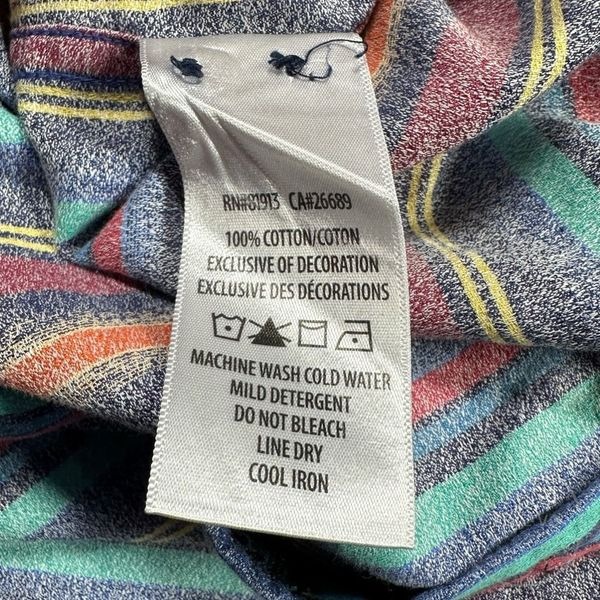 RN#81913 CA#26689
100% COTTON/COTON
EXCLUSIVE OF DECORATION
EXCLUSIVE DES DÉCORATIONS
MACHINE WASH COLD WATER
MILD DETERGENT
DO NOT BLEACH
LINE DRY
COOL IRON